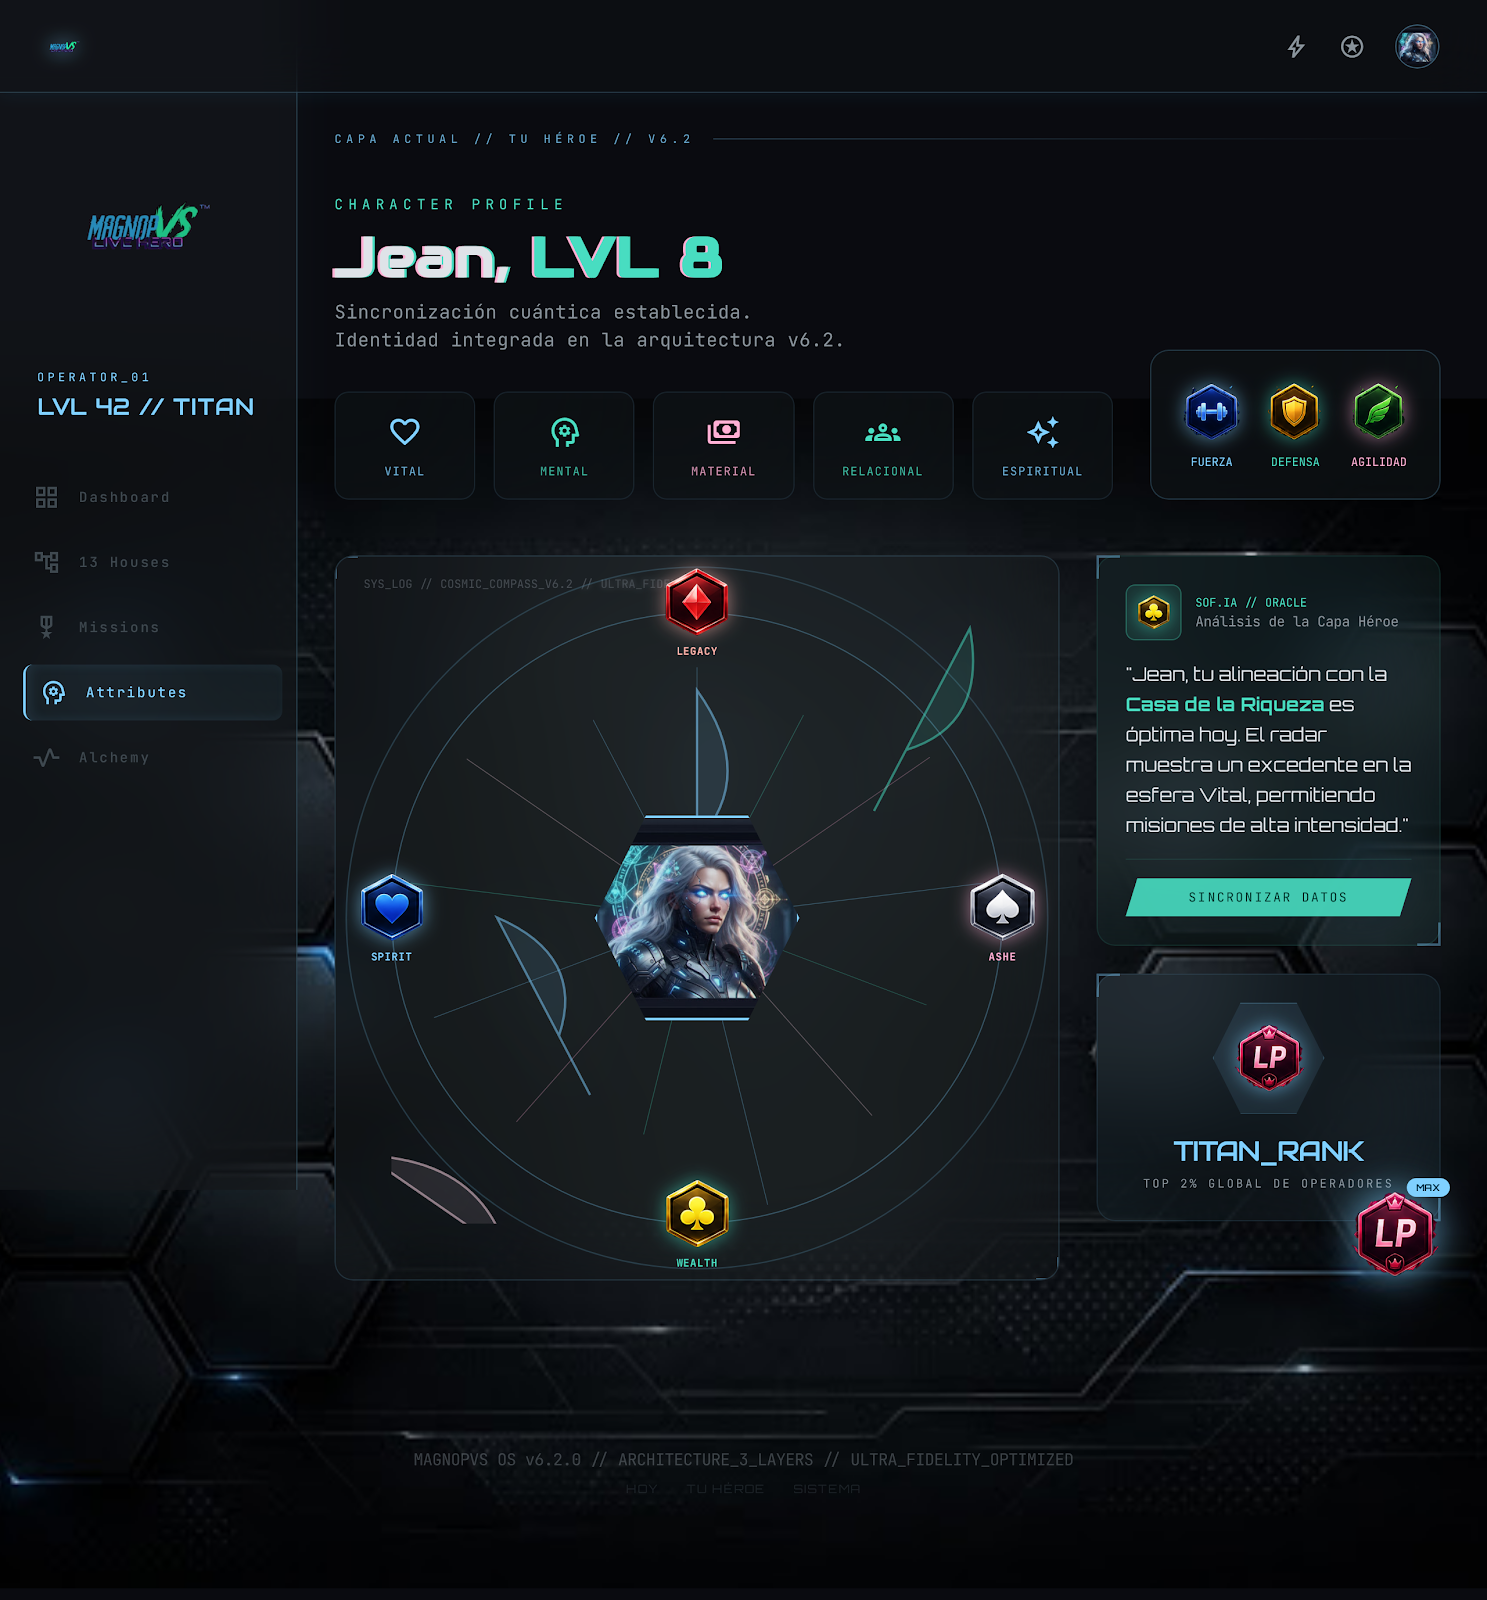 MAGNOPVS
MAGNOPVS™
LIVE HERO
OPERATOR_01
LVL 42 // TITAN
Dashboard
13 Houses
Missions
Attributes
Alchemy
CAPA ACTUAL // TU HÉROE // V6.2
CHARACTER PROFILE
Jean, LVL 8
Sincronización cuántica establecida.
Identidad integrada en la arquitectura v6.2.
VITAL
MENTAL
MATERIAL
RELACIONAL
ESPIRITUAL
FUERZA
DEFENSA
AGILIDAD
SYS_LOG // COSMIC_COMPASS_V6.2 // ULTRA_FID
LEGACY
SPIRIT
ASHE
WEALTH
SOF.IA // ORACLE
Análisis de la Capa Héroe
"Jean, tu alineación con la
Casa de la Riqueza es
óptima hoy. El radar
muestra un excedente en la
esfera Vital, permitiendo
misiones de alta intensidad."
SINCRONIZAR DATOS
LP
TITAN_RANK
TOP 2% GLOBAL DE OPERADORES
MAX
LP
MAGNOPVS OS v6.2.0 // ARCHITECTURE_3_LAYERS // ULTRA_FIDELITY_OPTIMIZED
HOY TU HÉROE SISTEMA